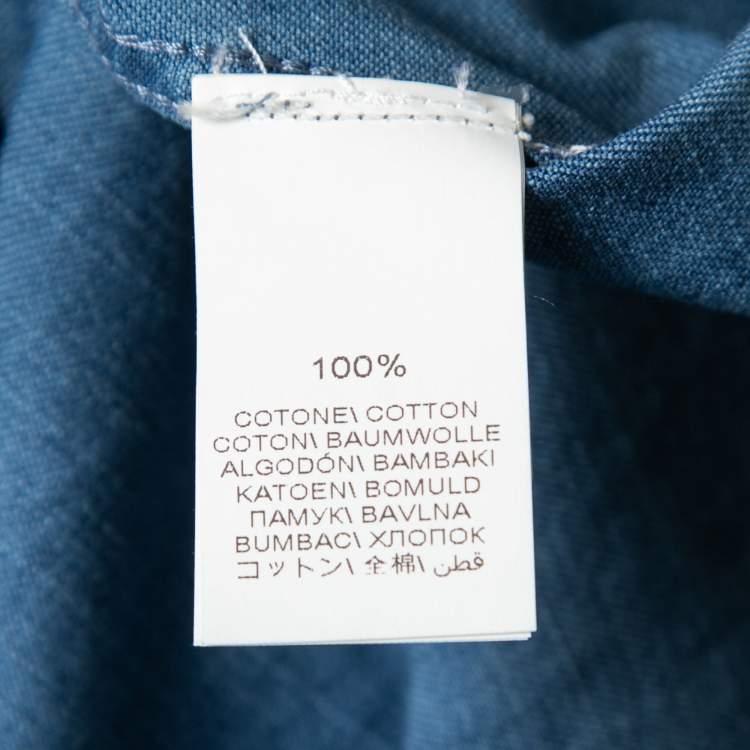 100%
COTONE\ COTTON
COTON\ BAUMWOLLE
ALGODÓN\ BAMBAKI
KATOEN\ BOMULD
ПАМУК\ BAVLNA
BUMBAC\ ХЛОПОК
コットン\ 全棉\ قطن